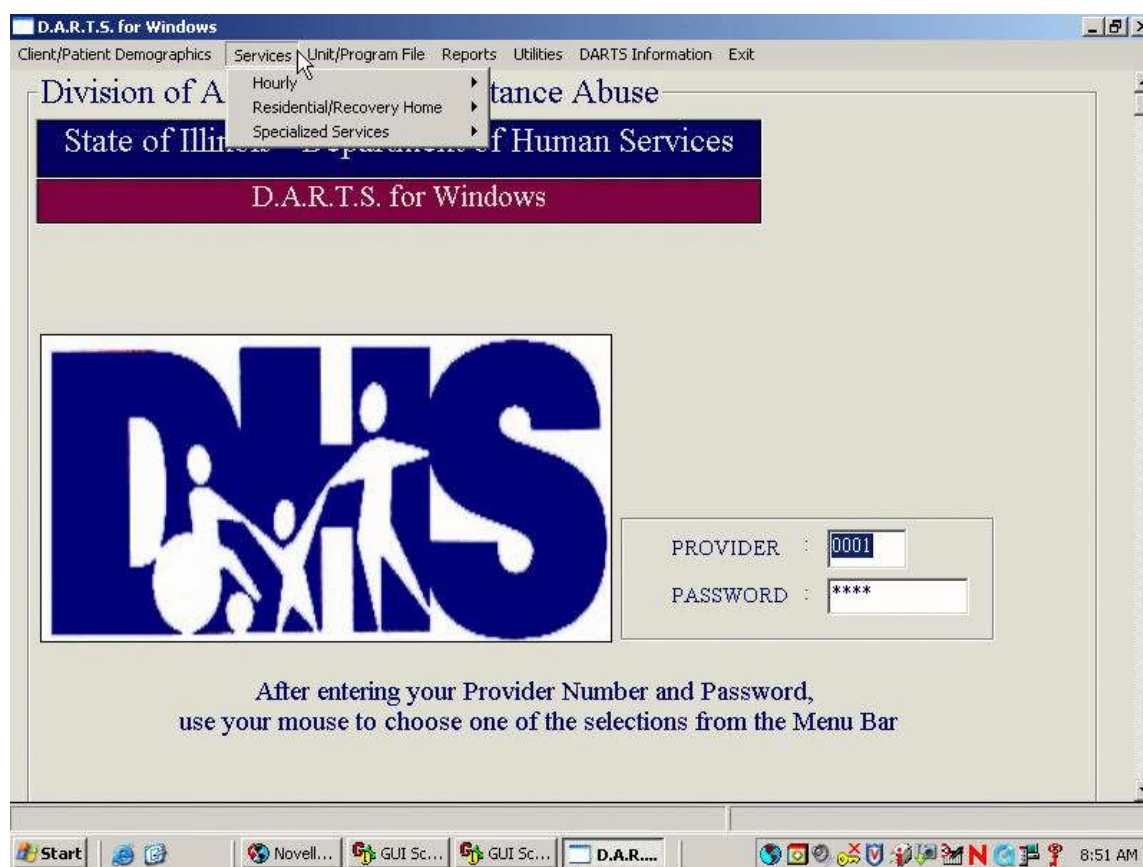 D.A.R.T.S. for Windows
Client/Patient Demographics Services Unit/Program File Reports Utilities DARTS Information Exit
Hourly
Residential/Recovery Home
Specialized Services
Division of A tance Abuse
State of Illin of Human Services
D.A.R.T.S. for Windows
DHS
PROVIDER : 0001
PASSWORD : ****
After entering your Provider Number and Password,
use your mouse to choose one of the selections from the Menu Bar
Start Novell... GUI Sc... GUI Sc... D.A.R.... 8:51 AM